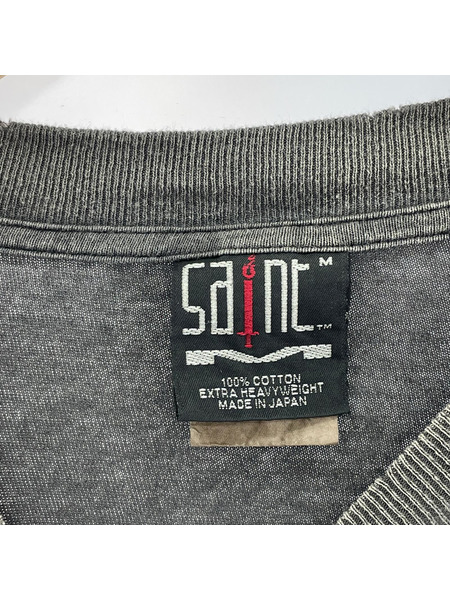 saint M
™
100% COTTON
EXTRA HEAVYWEIGHT
MADE IN JAPAN